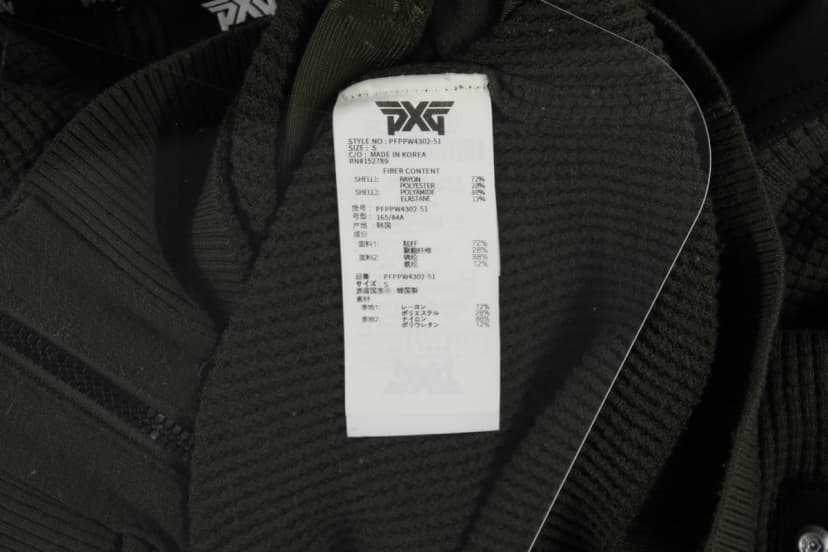 PXG
PXG
STYLE NO : PFPPW4302-51
SIZE : S
C/O : MADE IN KOREA
RN#152789
FIBER CONTENT
SHELL1: RAYON 72%
POLYESTER 28%
SHELL2: POLYAMIDE 88%
ELASTANE 12%
货号 : PFPPW4302-51
号型 : 165/84A
产地 : 韩国
成份
面料1: 粘纤 72%
聚酯纤维 28%
面料2: 锦纶 88%
氨纶 12%
品番 PFPPW4302-51
サイズ : S
原産国表示 : 韓国製
素材
表地1: レーヨン 72%
ポリエステル 28%
表地2: ナイロン 88%
ポリウレタン 12%